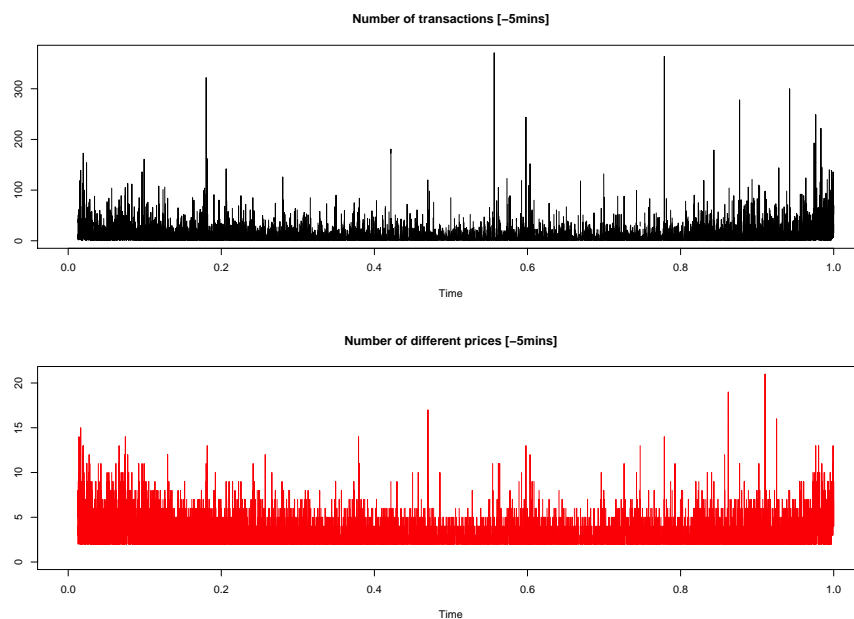 Number of transactions [−5mins]
300
200
100
0
0.0 0.2 0.4 0.6 0.8 1.0
Time
Number of different prices [−5mins]
20
15
10
5
0
0.0 0.2 0.4 0.6 0.8 1.0
Time